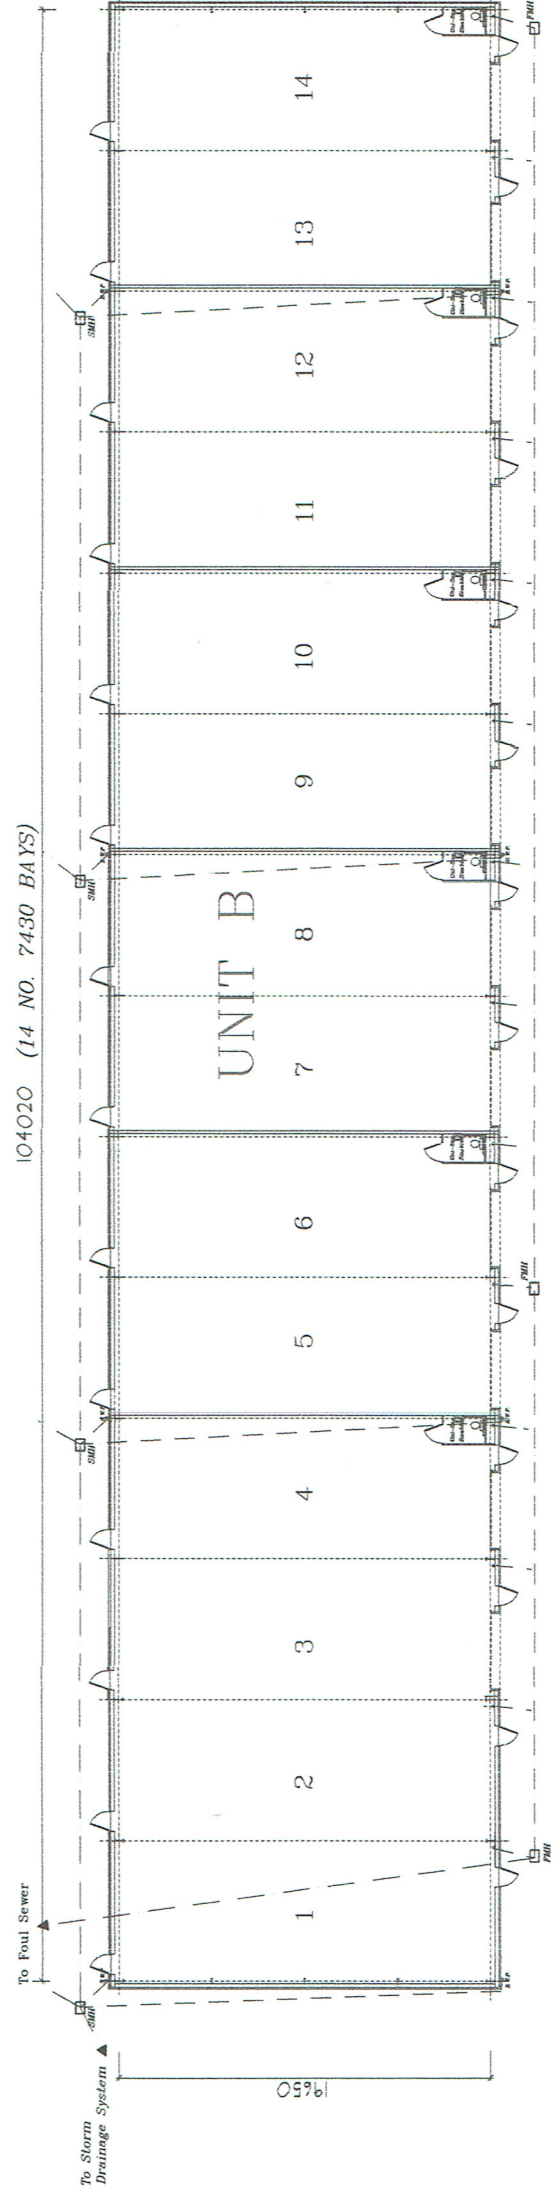 104020 (14 NO. 7430 BAYS)
To Foul Sewer
To Storm
Drainage System
SMH
SMH
SMH
SMH
1
2
3
4
5
6
7
8
9
10
11
12
13
14
UNIT B
19650
FMH
FMH
FMH